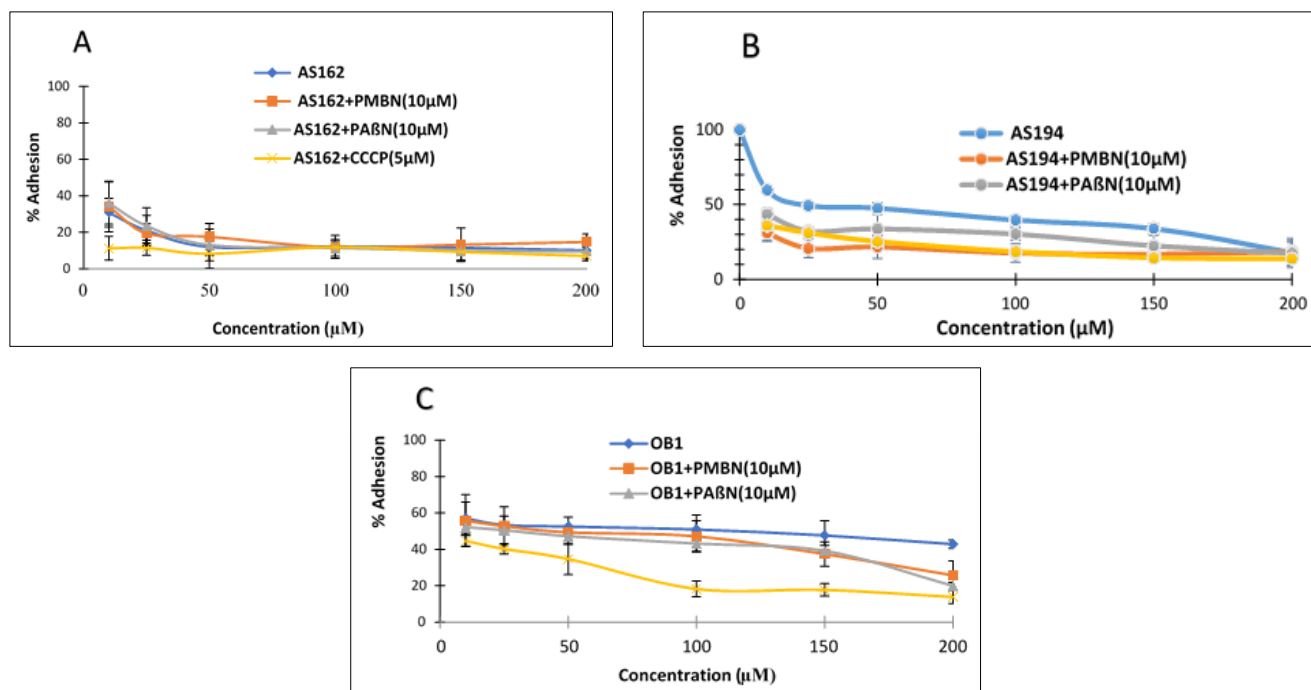 A
AS162
AS162+PMBN(10µM)
AS162+PAßN(10µM)
AS162+CCCP(5µM)
% Adhesion
100
80
60
40
20
0
0 50 100 150 200
Concentration (µM)
B
AS194
AS194+PMBN(10µM)
AS194+PAßN(10µM)
% Adhesion
100
50
0
0 50 100 150 200
Concentration (µM)
C
OB1
OB1+PMBN(10µM)
OB1+PAßN(10µM)
% Adhesion
100
80
60
40
20
0
0 50 100 150 200
Concentration (µM)